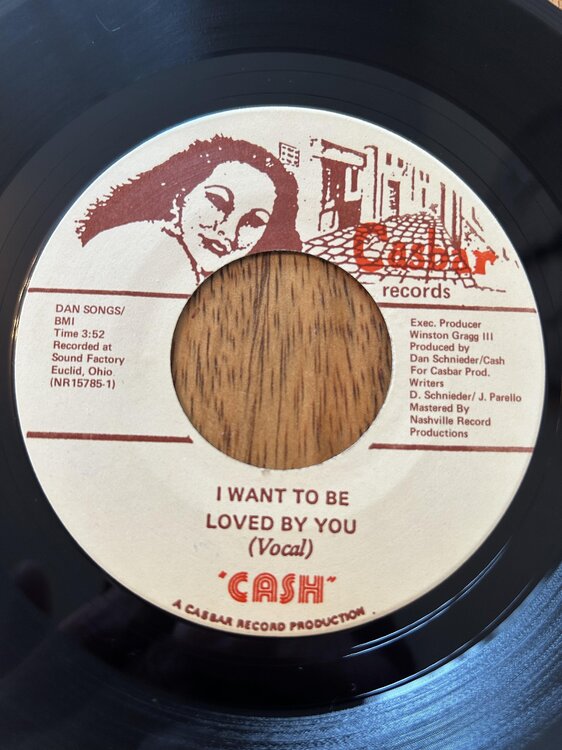 Casbar
records
DAN SONGS/
BMI
Time 3:52
Recorded at
Sound Factory
Euclid, Ohio
(NR15785-1)
Exec. Producer
Winston Gragg III
Produced by
Dan Schnieder/Cash
For Casbar Prod.
Writers
D. Schnieder/ J. Parello
Mastered By
Nashville Record
Productions
I WANT TO BE
LOVED BY YOU
(Vocal)
"CASH"
A CASBAR RECORD PRODUCTION